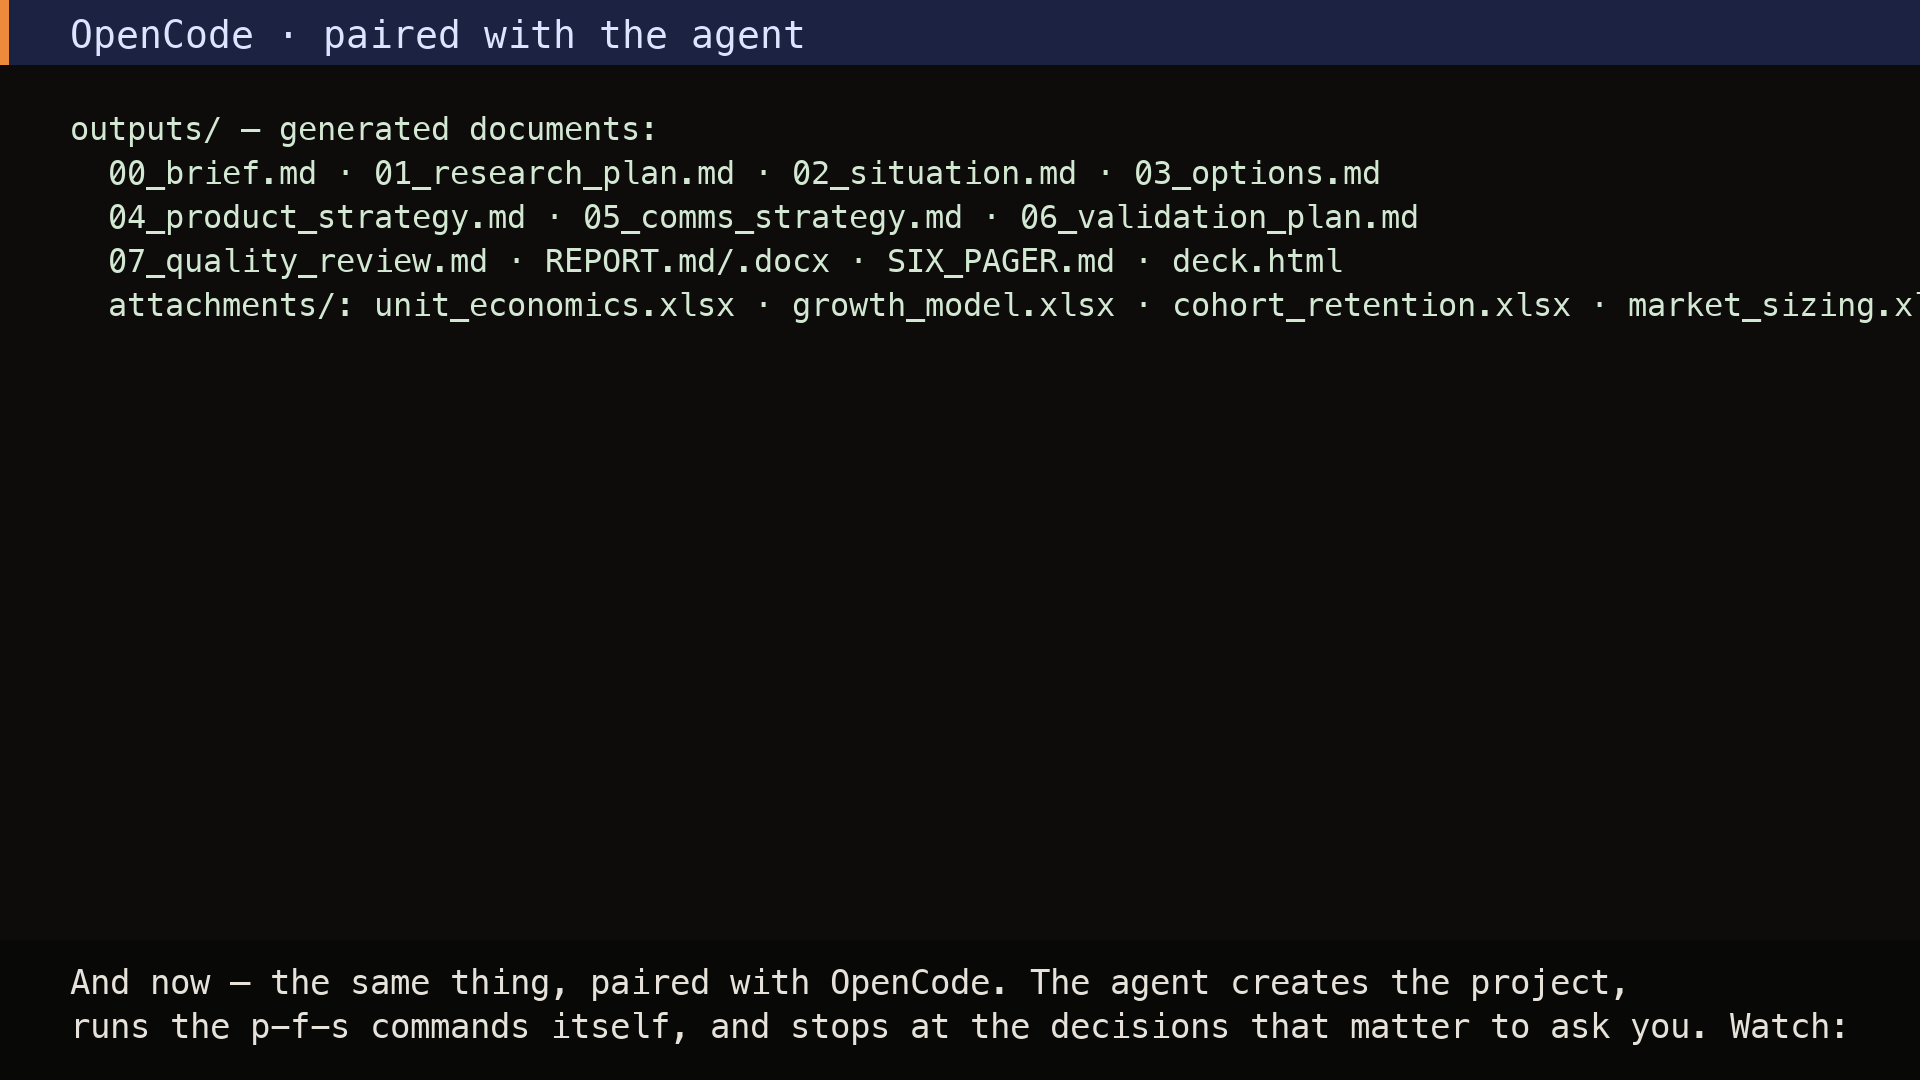 OpenCode · paired with the agent
outputs/ — generated documents:
00_brief.md · 01_research_plan.md · 02_situation.md · 03_options.md
04_product_strategy.md · 05_comms_strategy.md · 06_validation_plan.md
07_quality_review.md · REPORT.md/.docx · SIX_PAGER.md · deck.html
attachments/: unit_economics.xlsx · growth_model.xlsx · cohort_retention.xlsx · market_sizing.xl
And now — the same thing, paired with OpenCode. The agent creates the project,
runs the p-f-s commands itself, and stops at the decisions that matter to ask you. Watch: